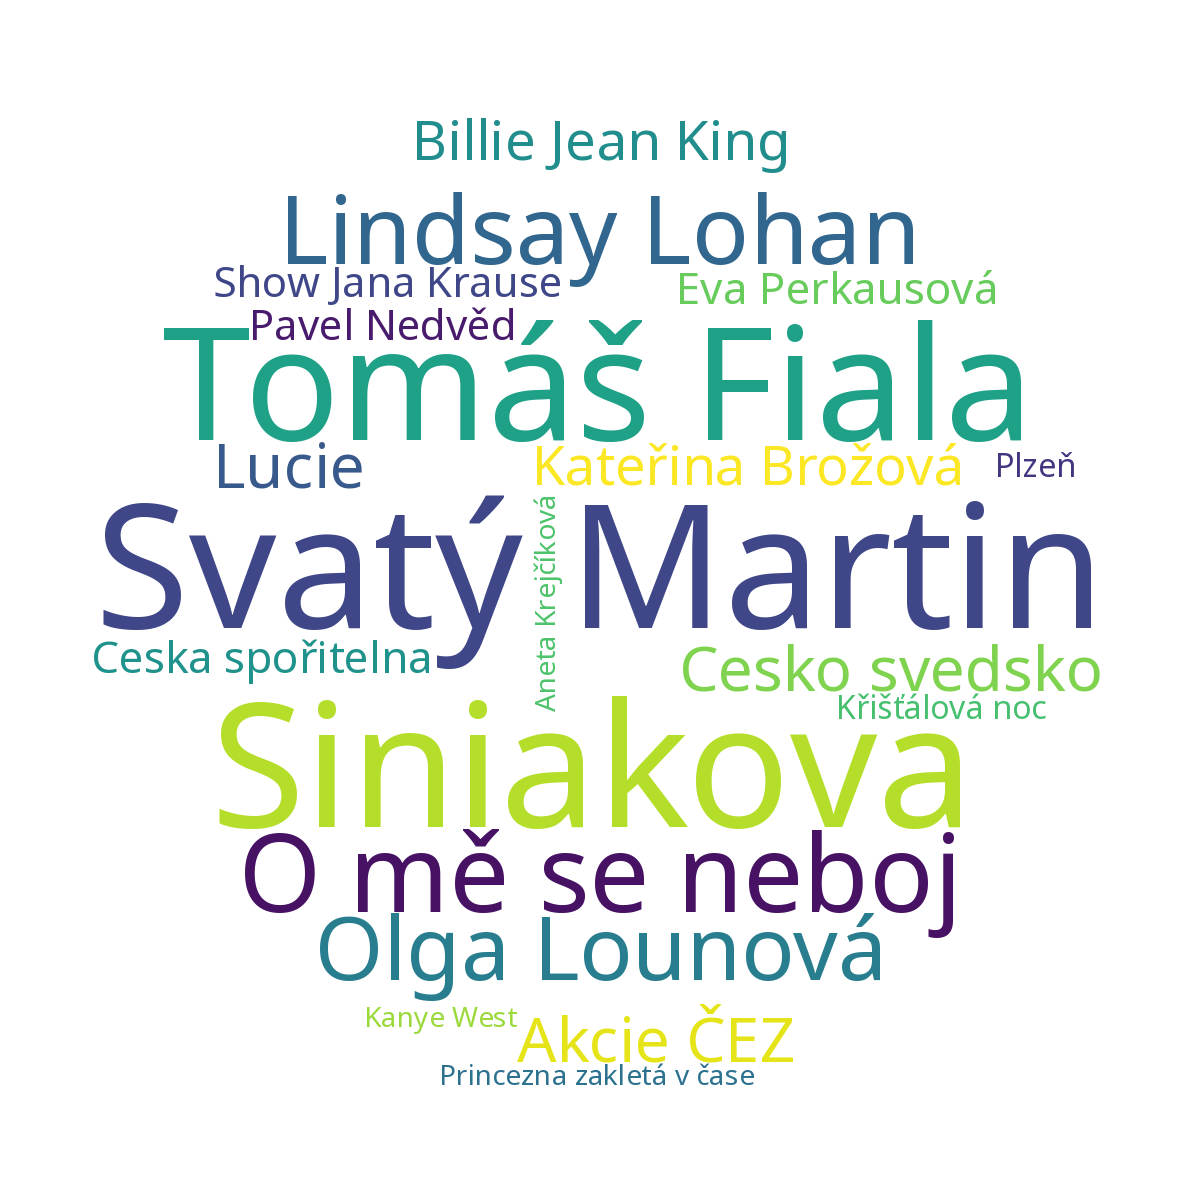 Billie Jean King
Lindsay Lohan
Show Jana Krause
Eva Perkausová
Pavel Nedvěd
Tomáš Fiala
Lucie
Kateřina Brožová
Plzeň
Svatý Martin
Aneta Krejčíková
Ceska spořitelna
Cesko svedsko
Křišťálová noc
Siniakova
O mě se neboj
Olga Lounová
Kanye West
Akcie ČEZ
Princezna zakletá v čase